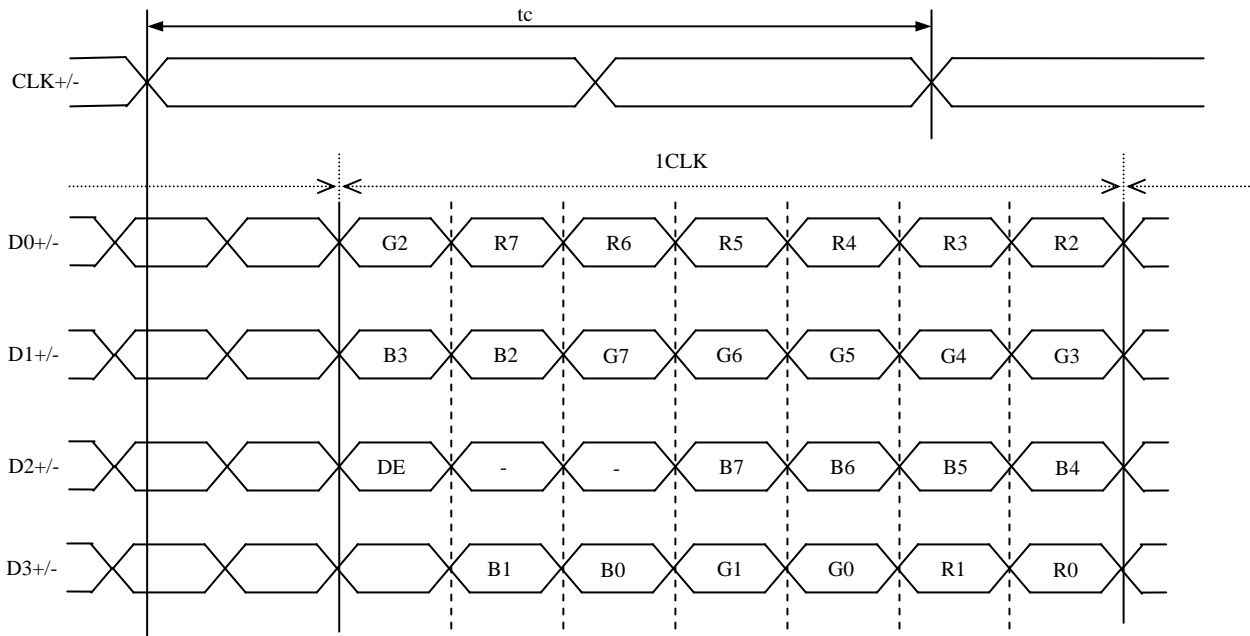 tc
CLK+/-
1CLK
D0+/- G2 R7 R6 R5 R4 R3 R2
D1+/- B3 B2 G7 G6 G5 G4 G3
D2+/- DE - - B7 B6 B5 B4
D3+/- B1 B0 G1 G0 R1 R0